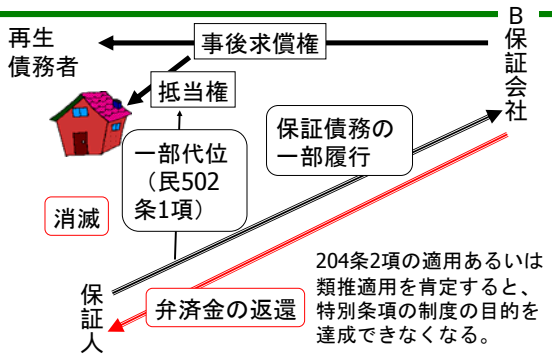 再生
債務者
事後求償権
B
保証会社
抵当権
保証債務の
一部履行
一部代位
（民502
条1項）
消滅
保証人
弁済金の返還
204条2項の適用あるいは
類推適用を肯定すると、
特別条項の制度の目的を
達成できなくなる。